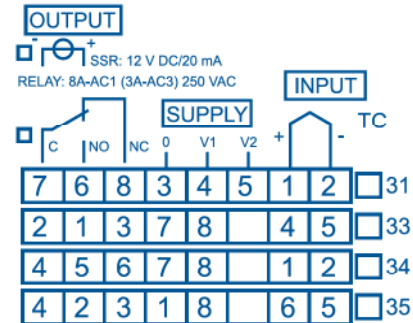 OUTPUT
- +
SSR: 12 V DC/20 mA
RELAY: 8A-AC1 (3A-AC3) 250 VAC
INPUT
SUPPLY
TC
C NO NC 0 V1 V2 + -
7 6 8 3 4 5 1 2 31
2 1 3 7 8 4 5 33
4 5 6 7 8 1 2 34
4 2 3 1 8 6 5 35